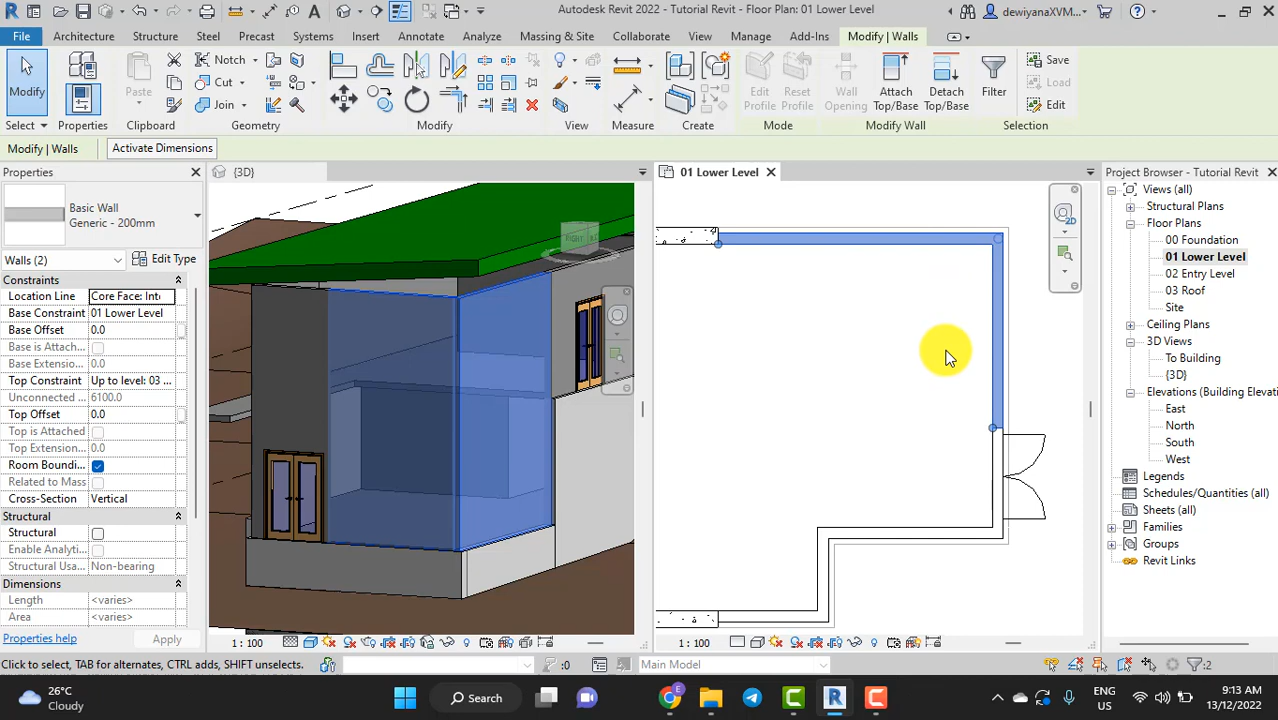 Autodesk Revit 2022 - Tutorial Revit - Floor Plan: 01 Lower Level
dewiyanaXVM...
File Architecture Structure Steel Precast Systems Insert Annotate Analyze Massing & Site Collaborate View Manage Add-Ins Modify | Walls
Modify
Paste
Notch
Cut
Join
Edit Profile
Reset Profile
Wall Opening
Attach Top/Base
Detach Top/Base
Filter
Save
Load
Edit
Select Properties Clipboard Geometry Modify View Measure Create Mode Modify Wall Selection
Modify | Walls Activate Dimensions
Properties
Basic Wall
Generic - 200mm
Walls (2) Edit Type
Constraints
Location Line Core Face: Inte
Base Constraint 01 Lower Level
Base Offset 0.0
Base is Attach...
Base Extensio... 0.0
Top Constraint Up to level: 03 ...
Unconnected ... 6100.0
Top Offset 0.0
Top is Attached
Top Extension... 0.0
Room Boundi...
Related to Mass
Cross-Section Vertical
Structural
Structural
Enable Analyti...
Structural Usa... Non-bearing
Dimensions
Length <varies>
Area <varies>
Properties help Apply
{3D}
RIGHT
1 : 100
01 Lower Level
2D
1 : 100
Project Browser - Tutorial Revit
Views (all)
Structural Plans
Floor Plans
00 Foundation
01 Lower Level
02 Entry Level
03 Roof
Site
Ceiling Plans
3D Views
To Building
{3D}
Elevations (Building Elevati
East
North
South
West
Legends
Schedules/Quantities (all)
Sheets (all)
Families
Groups
Revit Links
Click to select, TAB for alternates, CTRL adds, SHIFT unselects.
:0
Main Model
:2
26°C
Cloudy
Search
ENG
US
9:13 AM
13/12/2022